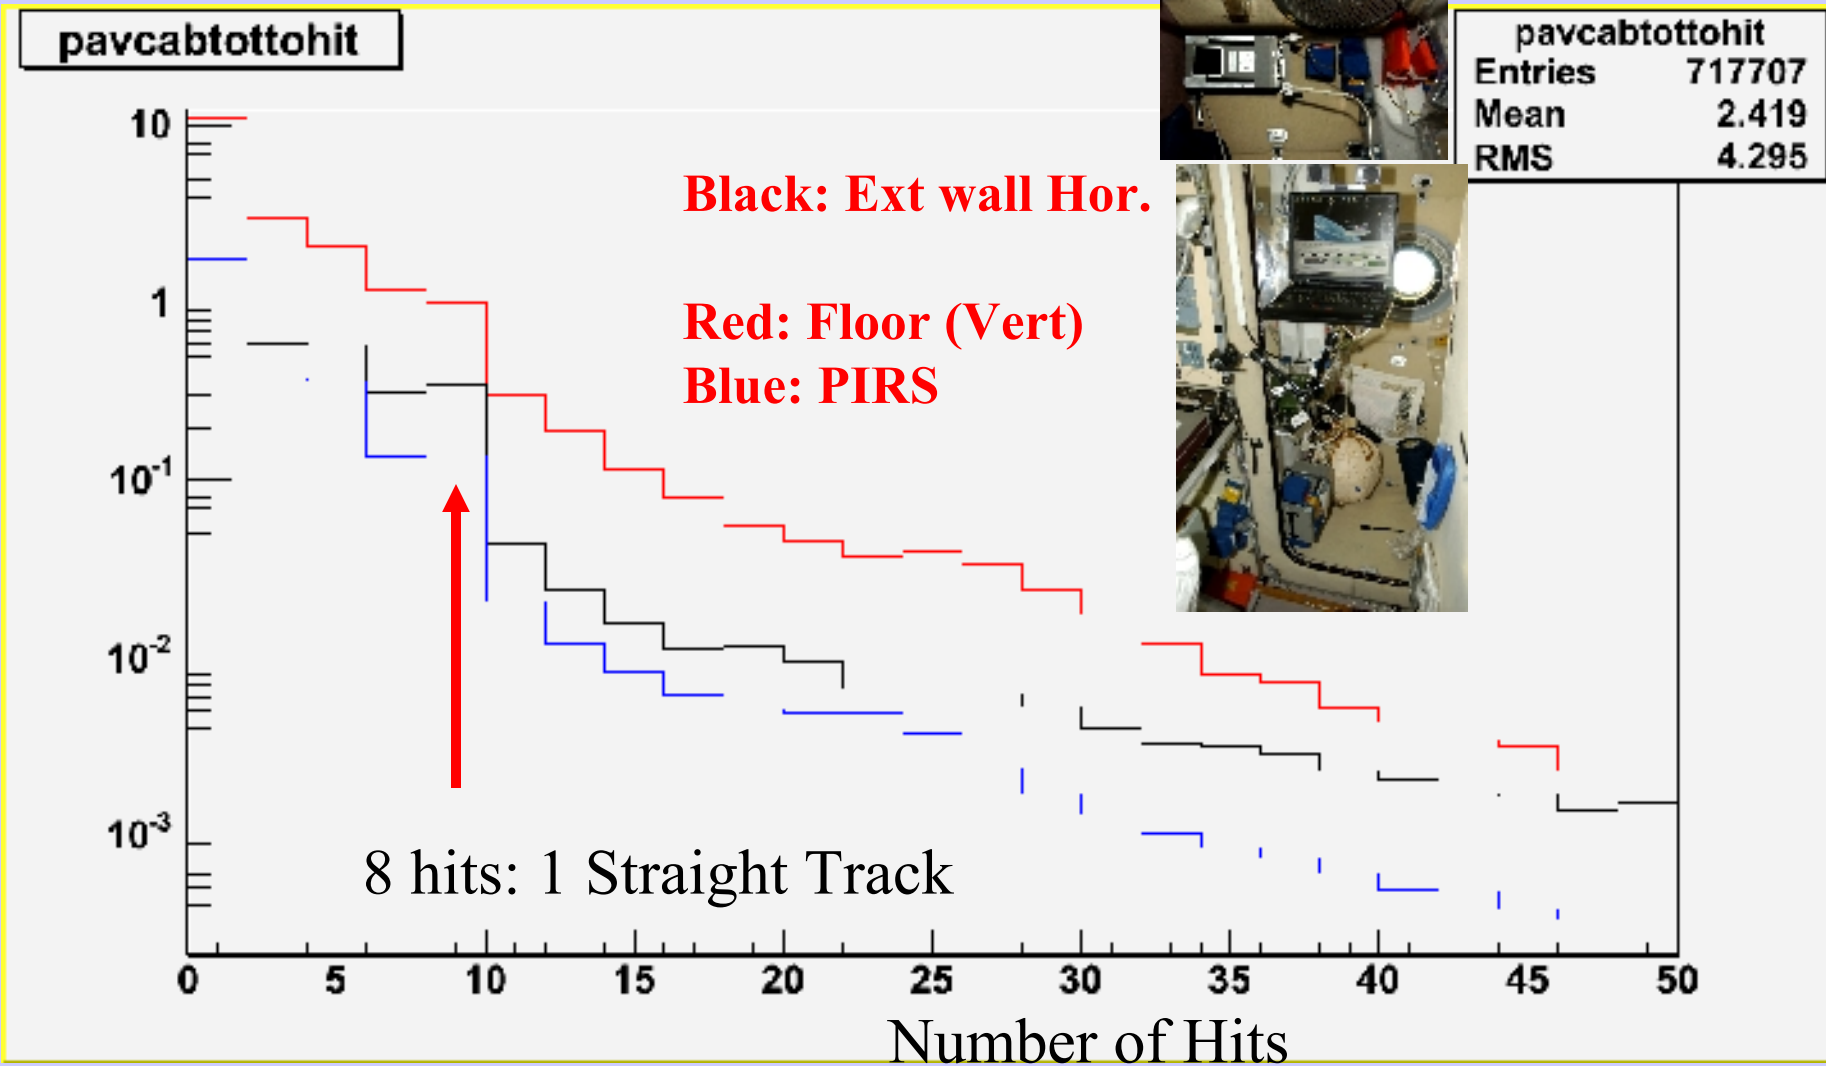 pavcabtottohit
pavcabtottohit
Entries 717707
Mean 2.419
RMS 4.295
Black: Ext wall Hor.
Red: Floor (Vert)
Blue: PIRS
10
1
10-1
10-2
10-3
8 hits: 1 Straight Track
0 5 10 15 20 25 30 35 40 45 50
Number of Hits